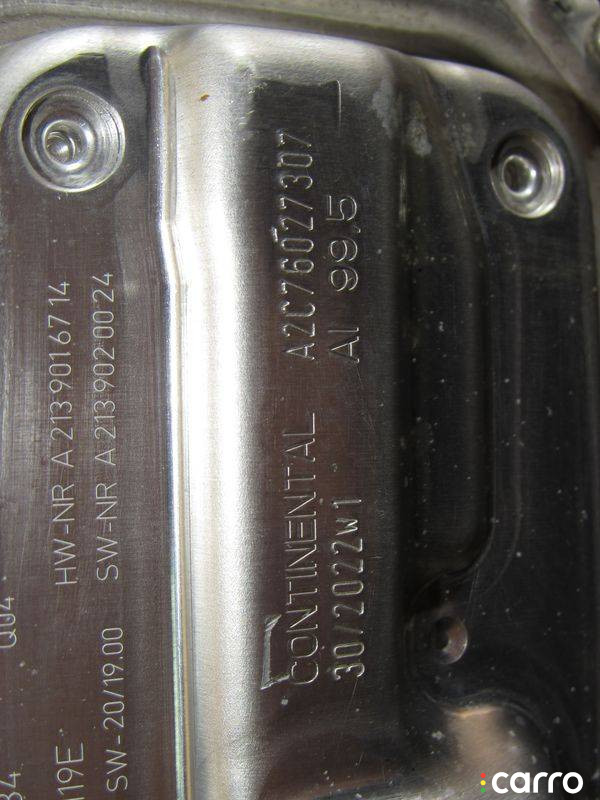 Q04
HW-NR A 213 901 67 14
SW-NR A 213 902 00 24
119E
SW-20/19.00
CONTINENTAL A2C76027307
30/2022W1 Al 99.5
carro